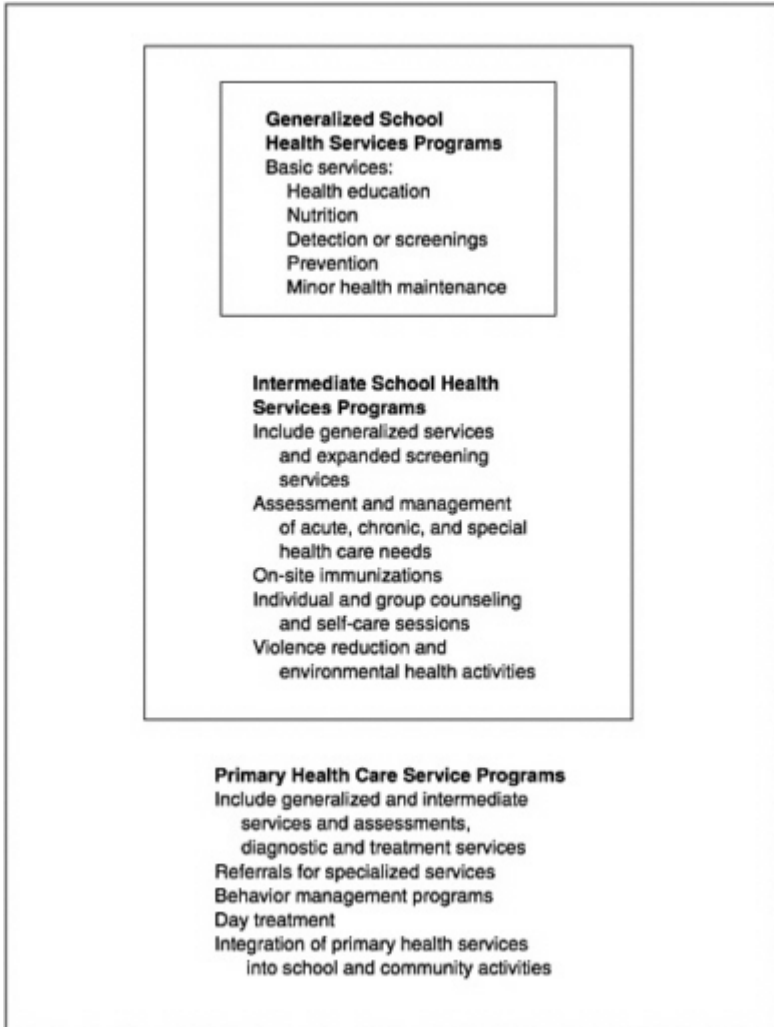 Generalized School
Health Services Programs
Basic services:
Health education
Nutrition
Detection or screenings
Prevention
Minor health maintenance
Intermediate School Health
Services Programs
Include generalized services
and expanded screening
services
Assessment and management
of acute, chronic, and special
health care needs
On-site immunizations
Individual and group counseling
and self-care sessions
Violence reduction and
environmental health activities
Primary Health Care Service Programs
Include generalized and intermediate
services and assessments,
diagnostic and treatment services
Referrals for specialized services
Behavior management programs
Day treatment
Integration of primary health services
into school and community activities